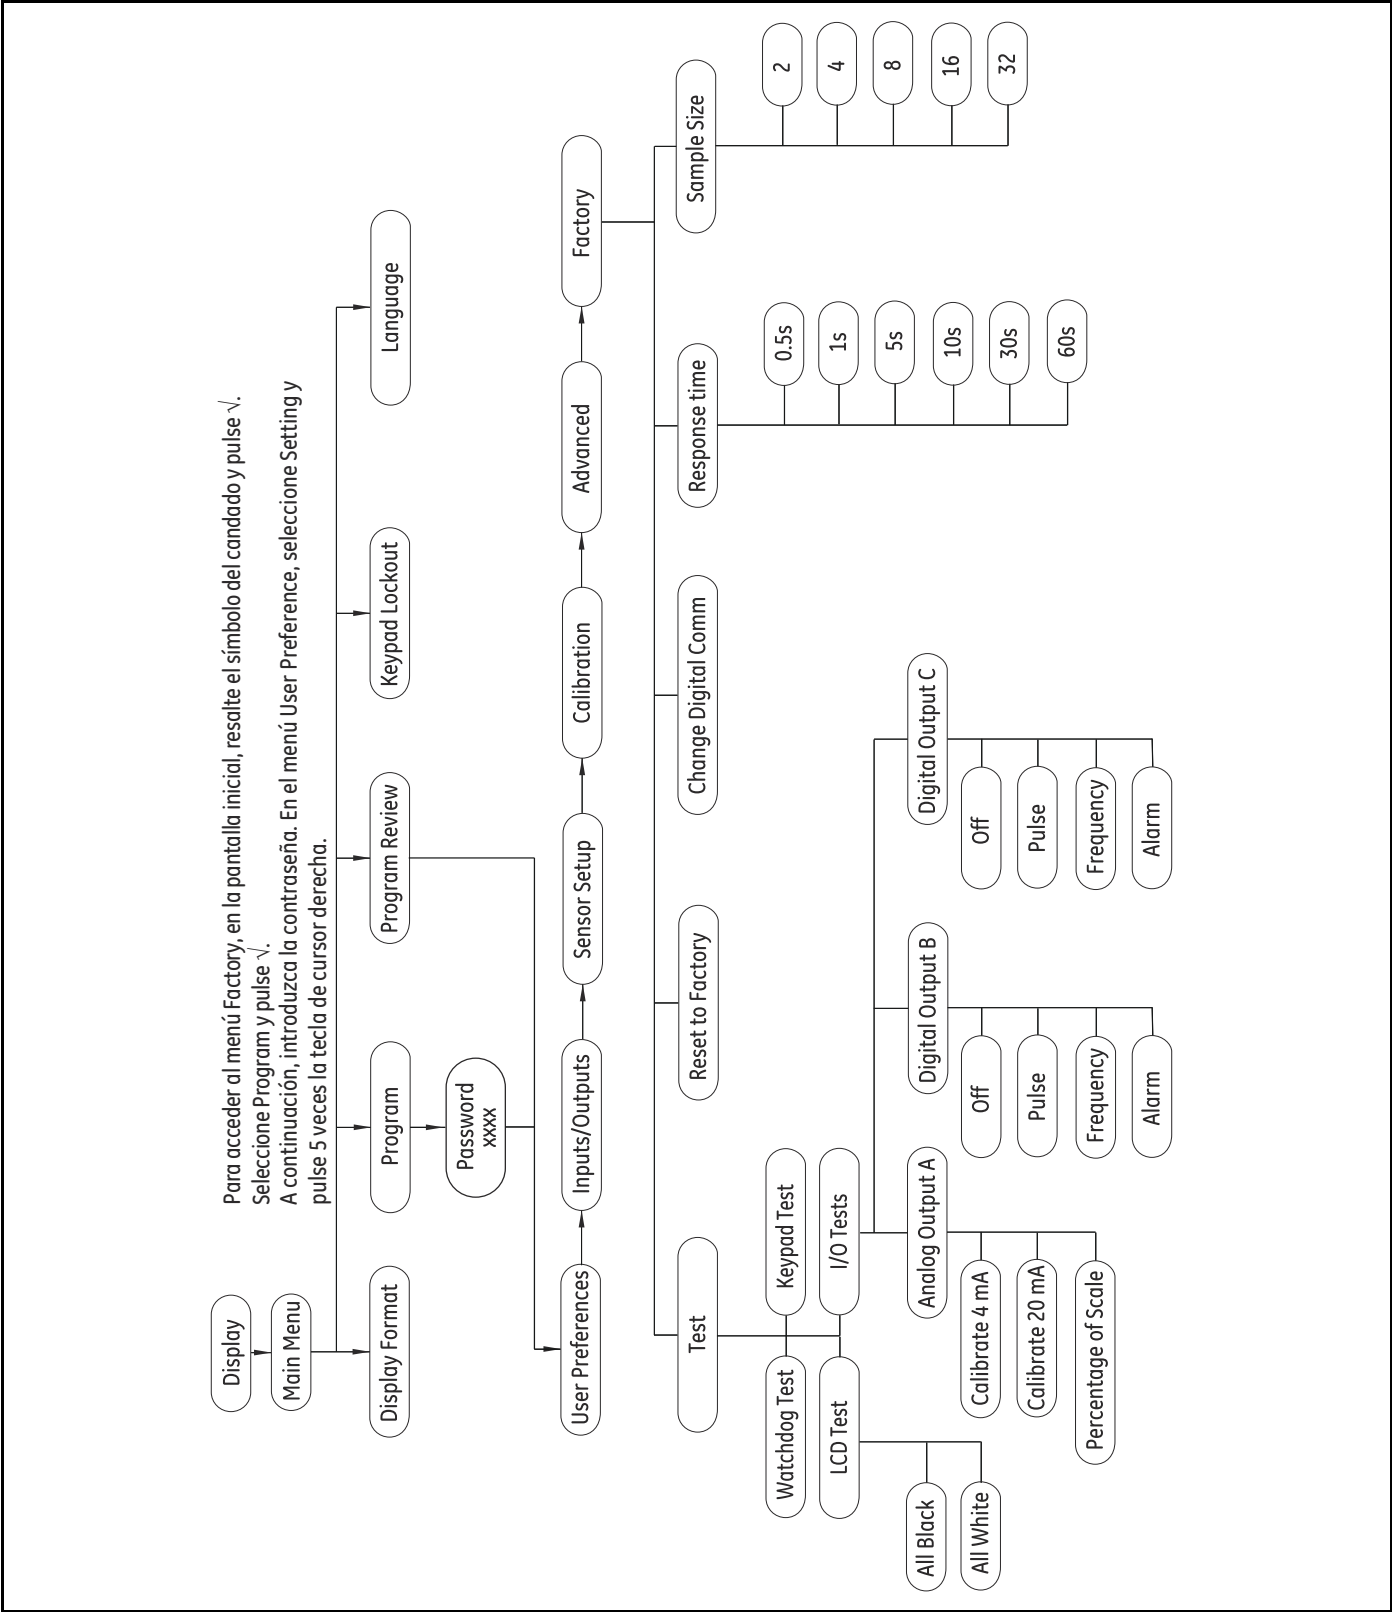 Para acceder al menú Factory, en la pantalla inicial, resalte el símbolo del candado y pulse √.
Seleccione Program y pulse √.
A continuación, introduzca la contraseña. En el menú User Preference, seleccione Setting y
pulse 5 veces la tecla de cursor derecha.
Display
Main Menu
Display Format
Program
Program Review
Keypad Lockout
Language
Password
xxxx
User Preferences
Inputs/Outputs
Sensor Setup
Calibration
Advanced
Factory
Test
Reset to Factory
Change Digital Comm
Response time
Sample Size
Watchdog Test
Keypad Test
LCD Test
I/O Tests
0.5s
1s
5s
10s
30s
60s
2
4
8
16
32
All Black
All White
Analog Output A
Digital Output B
Digital Output C
Calibrate 4 mA
Calibrate 20 mA
Percentage of Scale
Off
Pulse
Frequency
Alarm
Off
Pulse
Frequency
Alarm